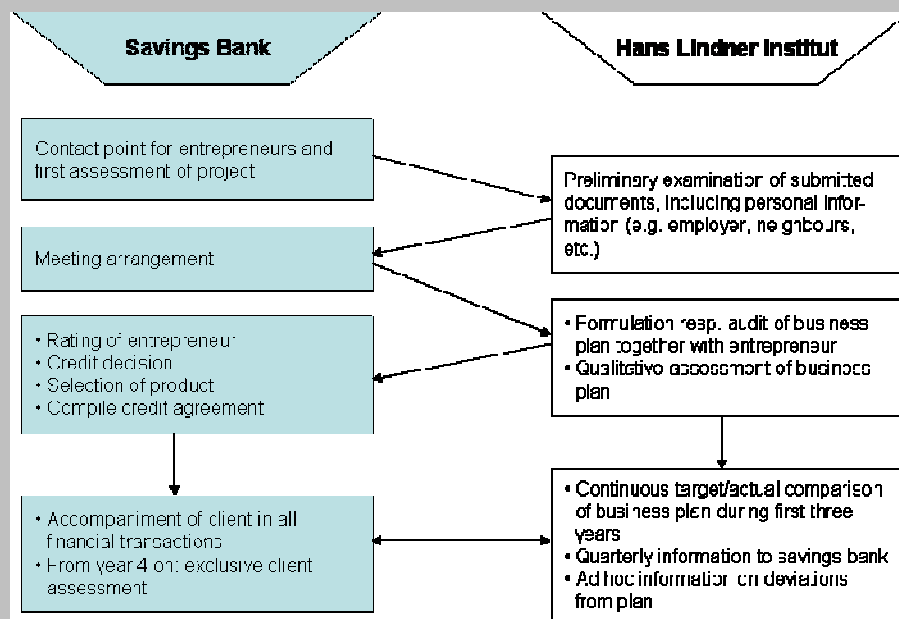 Savings Bank
Hans Lindner Institut
Contact point for entrepreneurs and
first assessment of project
Preliminary examination of submitted
documents, including personal infor-
mation (e.g. employer, neighbours,
etc.)
Meeting arrangement
• Formulation resp. audit of business
plan together with entrepreneur
• Qualitative assessment of business
plan
• Rating of entrepreneur
• Credit decision
• Selection of product
• Compile credit agreement
• Continuous target/actual comparison
of business plan during first three
years
• Quarterly information to savings bank
• Ad hoc information on deviations
from plan
• Accompaniment of client in all
financial transactions
• From year 4 on: exclusive client
assessment